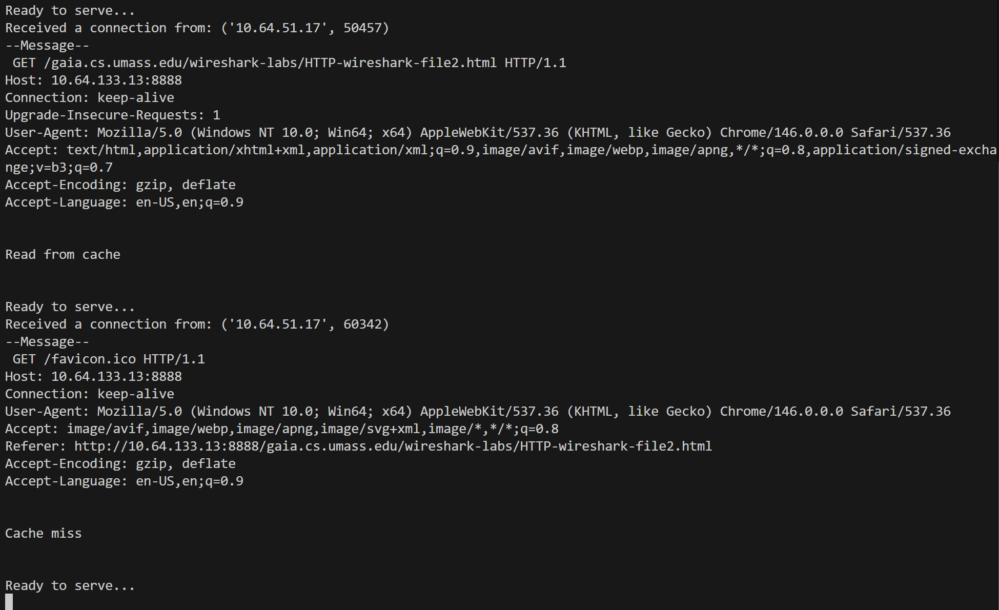 Ready to serve...
Received a connection from: ('10.64.51.17', 50457)
--Message--
 GET /gaia.cs.umass.edu/wireshark-labs/HTTP-wireshark-file2.html HTTP/1.1
Host: 10.64.133.13:8888
Connection: keep-alive
Upgrade-Insecure-Requests: 1
User-Agent: Mozilla/5.0 (Windows NT 10.0; Win64; x64) AppleWebKit/537.36 (KHTML, like Gecko) Chrome/146.0.0.0 Safari/537.36
Accept: text/html,application/xhtml+xml,application/xml;q=0.9,image/avif,image/webp,image/apng,*/*;q=0.8,application/signed-excha
nge;v=b3;q=0.7
Accept-Encoding: gzip, deflate
Accept-Language: en-US,en;q=0.9
Read from cache
Ready to serve...
Received a connection from: ('10.64.51.17', 60342)
--Message--
 GET /favicon.ico HTTP/1.1
Host: 10.64.133.13:8888
Connection: keep-alive
User-Agent: Mozilla/5.0 (Windows NT 10.0; Win64; x64) AppleWebKit/537.36 (KHTML, like Gecko) Chrome/146.0.0.0 Safari/537.36
Accept: image/avif,image/webp,image/apng,image/svg+xml,image/*,*/*;q=0.8
Referer: http://10.64.133.13:8888/gaia.cs.umass.edu/wireshark-labs/HTTP-wireshark-file2.html
Accept-Encoding: gzip, deflate
Accept-Language: en-US,en;q=0.9
Cache miss
Ready to serve...